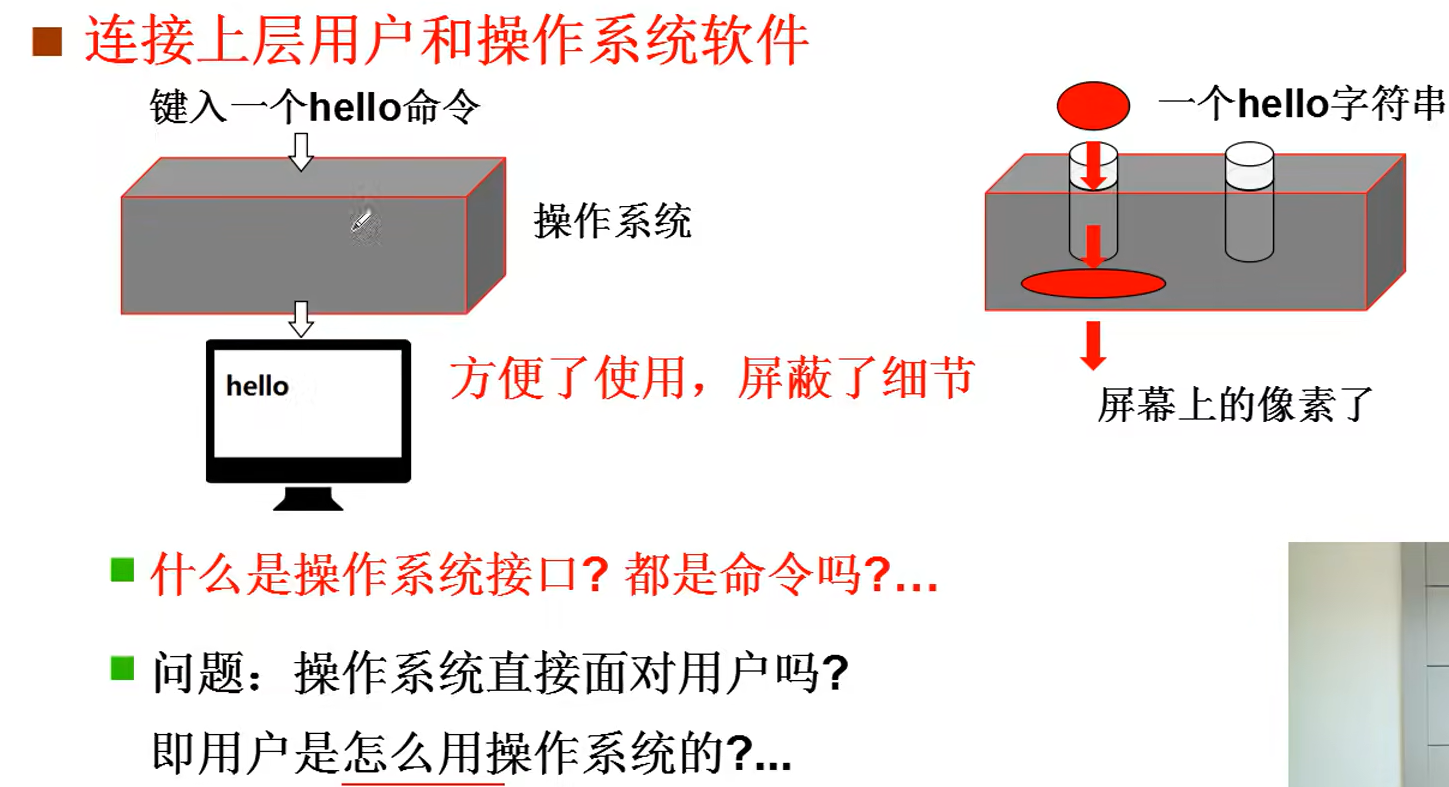 连接上层用户和操作系统软件
键入一个hello命令
一个hello字符串
操作系统
hello
方便了使用，屏蔽了细节
屏幕上的像素了
什么是操作系统接口? 都是命令吗?...
问题：操作系统直接面对用户吗?
即用户是怎么用操作系统的?...